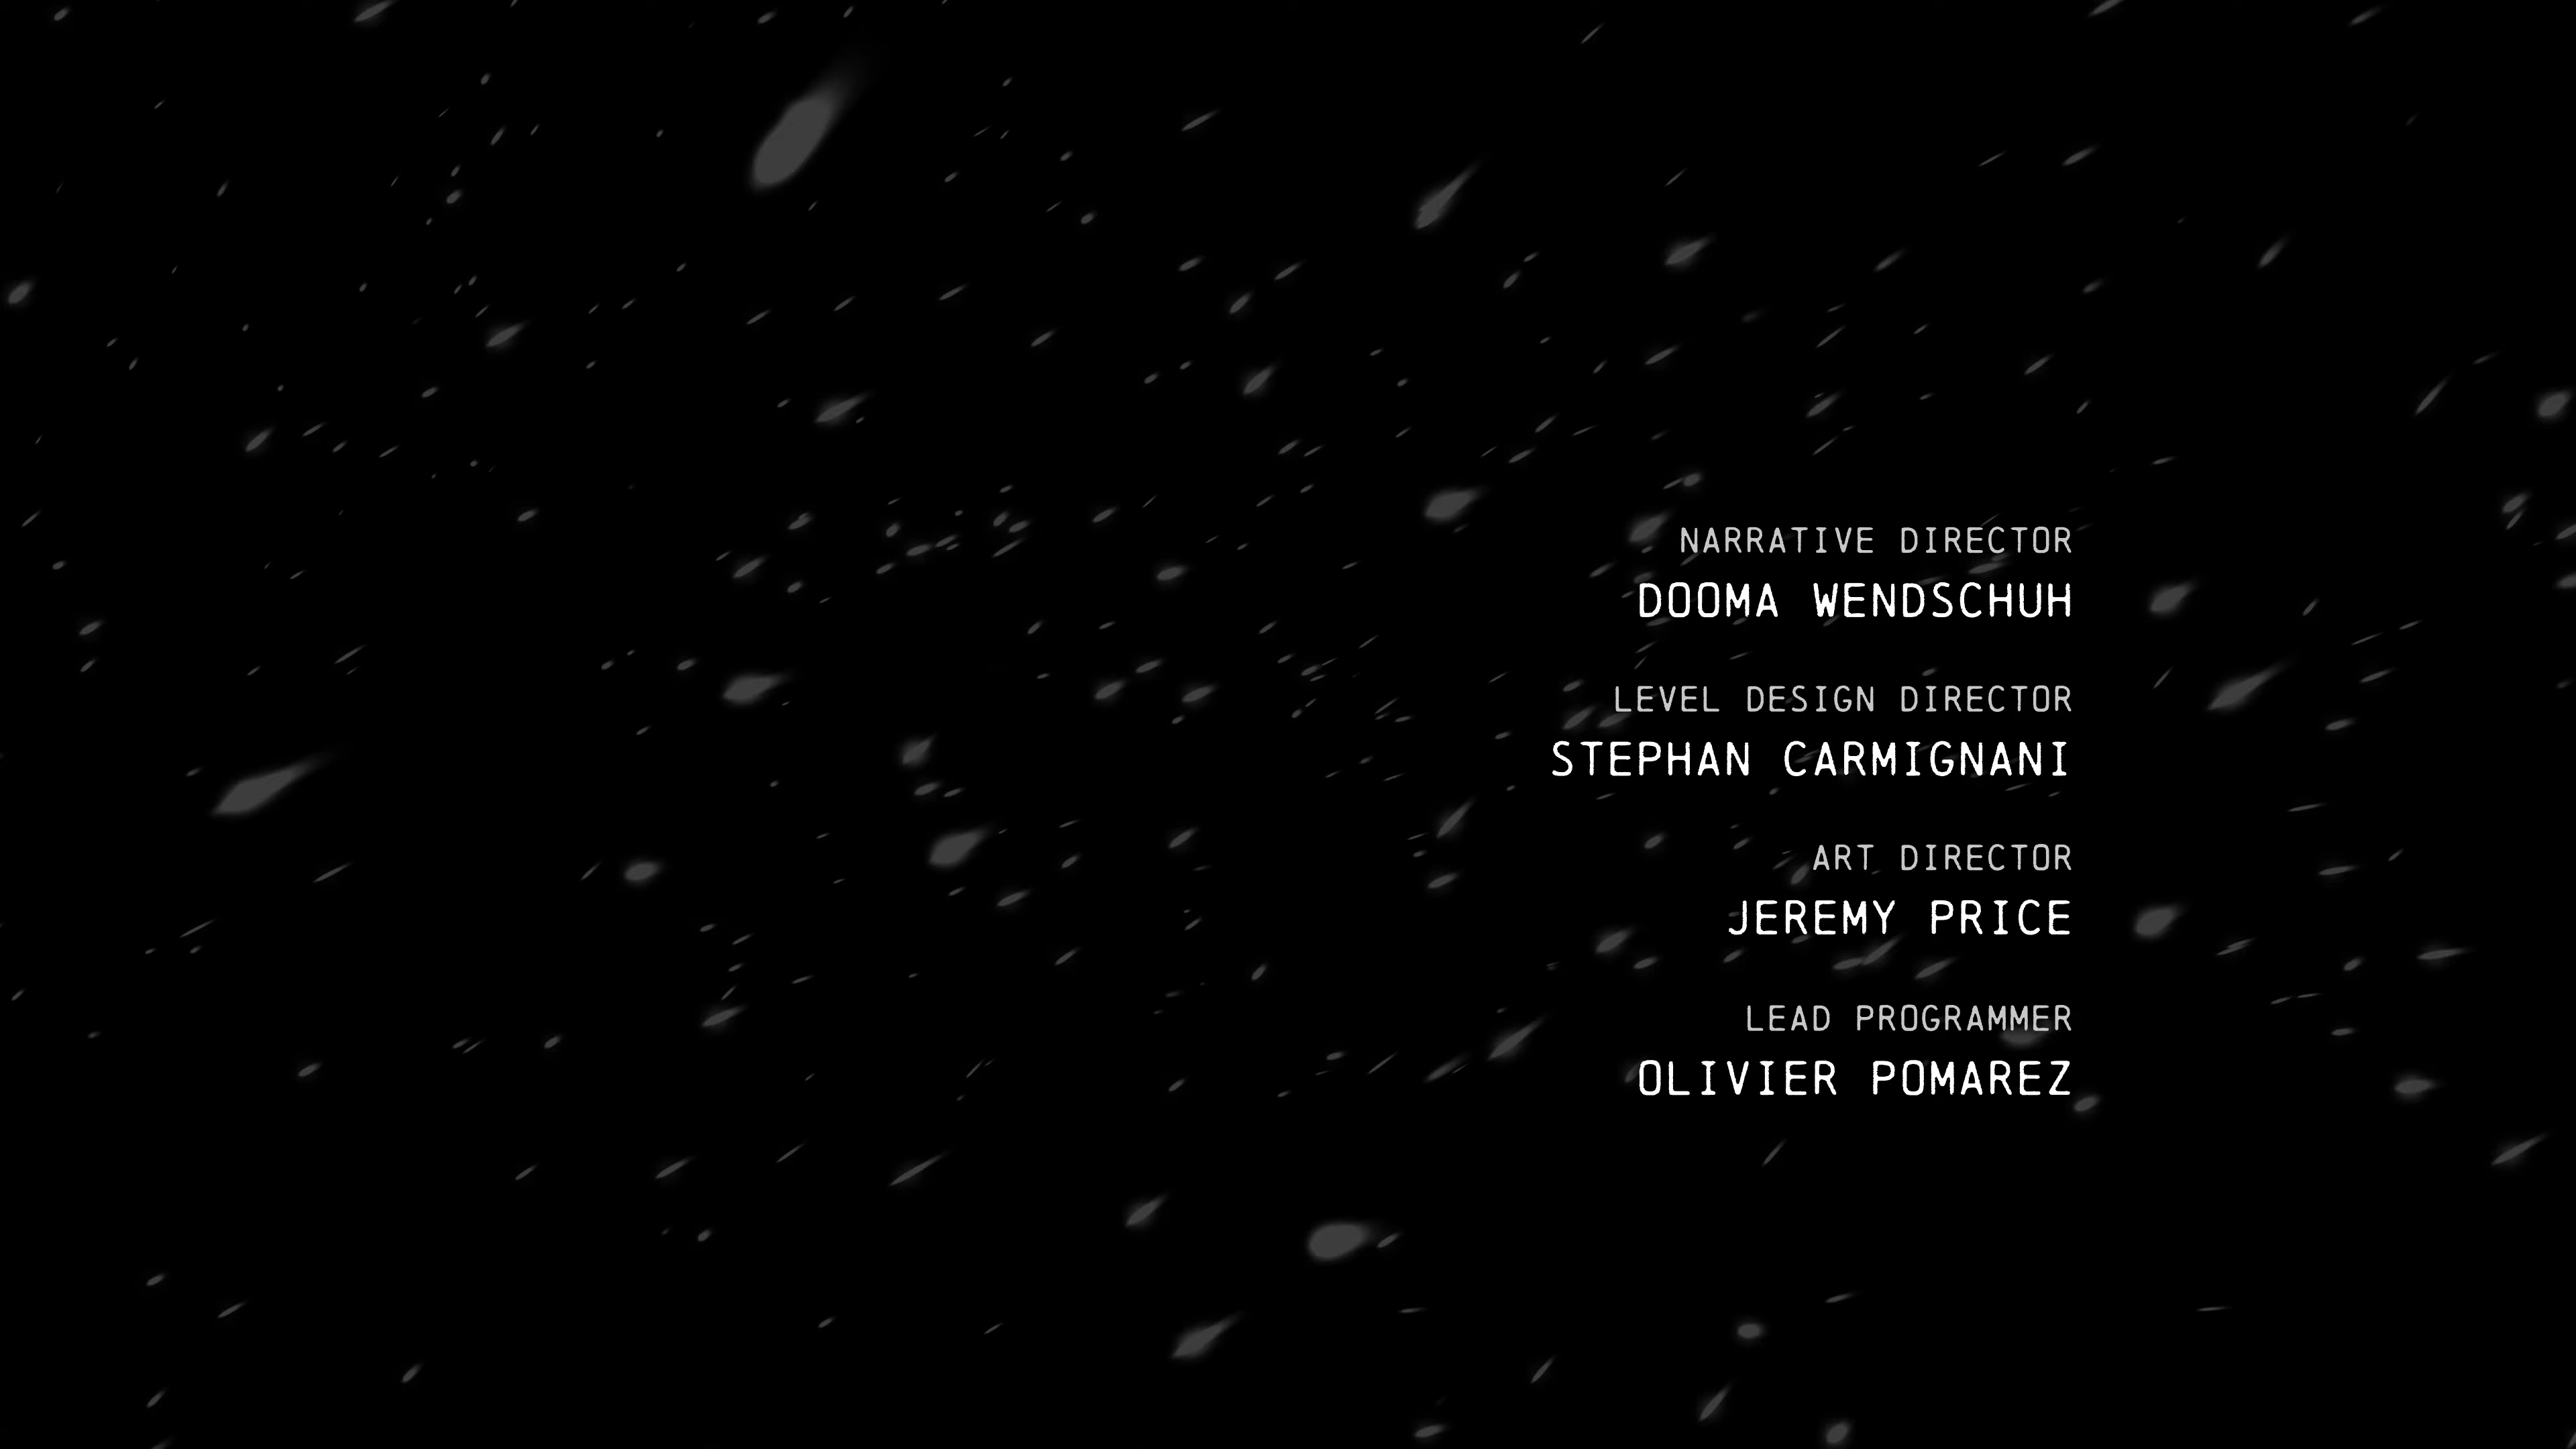 NARRATIVE DIRECTOR
DOOMA WENDSCHUH
LEVEL DESIGN DIRECTOR
STEPHAN CARMIGNANI
ART DIRECTOR
JEREMY PRICE
LEAD PROGRAMMER
OLIVIER POMAREZ